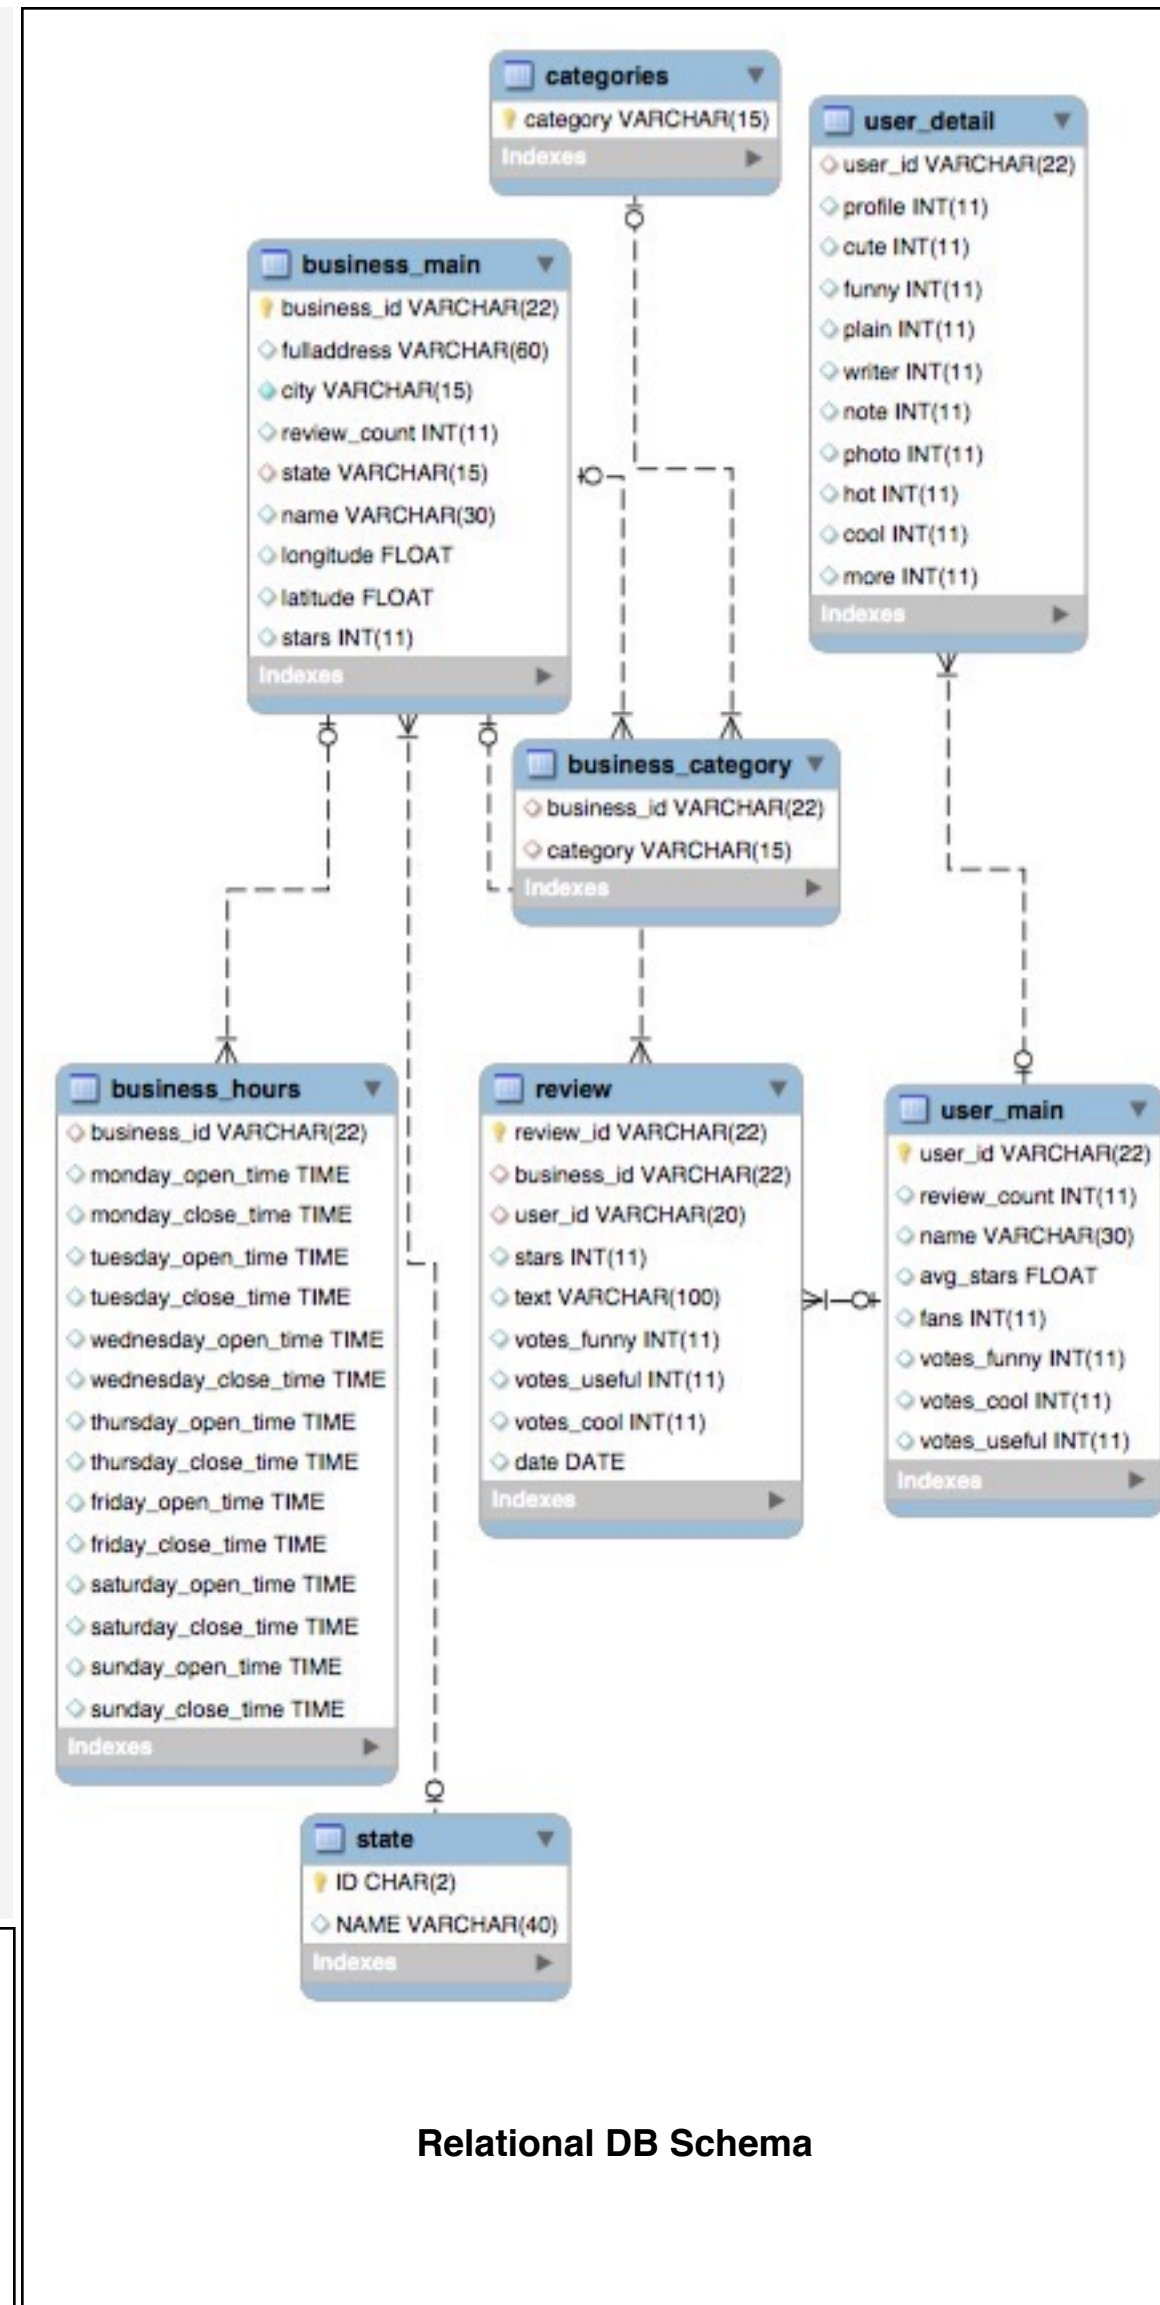 categories
category VARCHAR(15)
Indexes
user_detail
user_id VARCHAR(22)
profile INT(11)
cute INT(11)
funny INT(11)
plain INT(11)
writer INT(11)
note INT(11)
photo INT(11)
hot INT(11)
cool INT(11)
more INT(11)
Indexes
business_main
business_id VARCHAR(22)
fulladdress VARCHAR(60)
city VARCHAR(15)
review_count INT(11)
state VARCHAR(15)
name VARCHAR(30)
longitude FLOAT
latitude FLOAT
stars INT(11)
Indexes
business_category
business_id VARCHAR(22)
category VARCHAR(15)
Indexes
business_hours
business_id VARCHAR(22)
monday_open_time TIME
monday_close_time TIME
tuesday_open_time TIME
tuesday_close_time TIME
wednesday_open_time TIME
wednesday_close_time TIME
thursday_open_time TIME
thursday_close_time TIME
friday_open_time TIME
friday_close_time TIME
saturday_open_time TIME
saturday_close_time TIME
sunday_open_time TIME
sunday_close_time TIME
Indexes
review
review_id VARCHAR(22)
business_id VARCHAR(22)
user_id VARCHAR(20)
stars INT(11)
text VARCHAR(100)
votes_funny INT(11)
votes_useful INT(11)
votes_cool INT(11)
date DATE
Indexes
user_main
user_id VARCHAR(22)
review_count INT(11)
name VARCHAR(30)
avg_stars FLOAT
fans INT(11)
votes_funny INT(11)
votes_cool INT(11)
votes_useful INT(11)
Indexes
state
ID CHAR(2)
NAME VARCHAR(40)
Indexes
Relational DB Schema